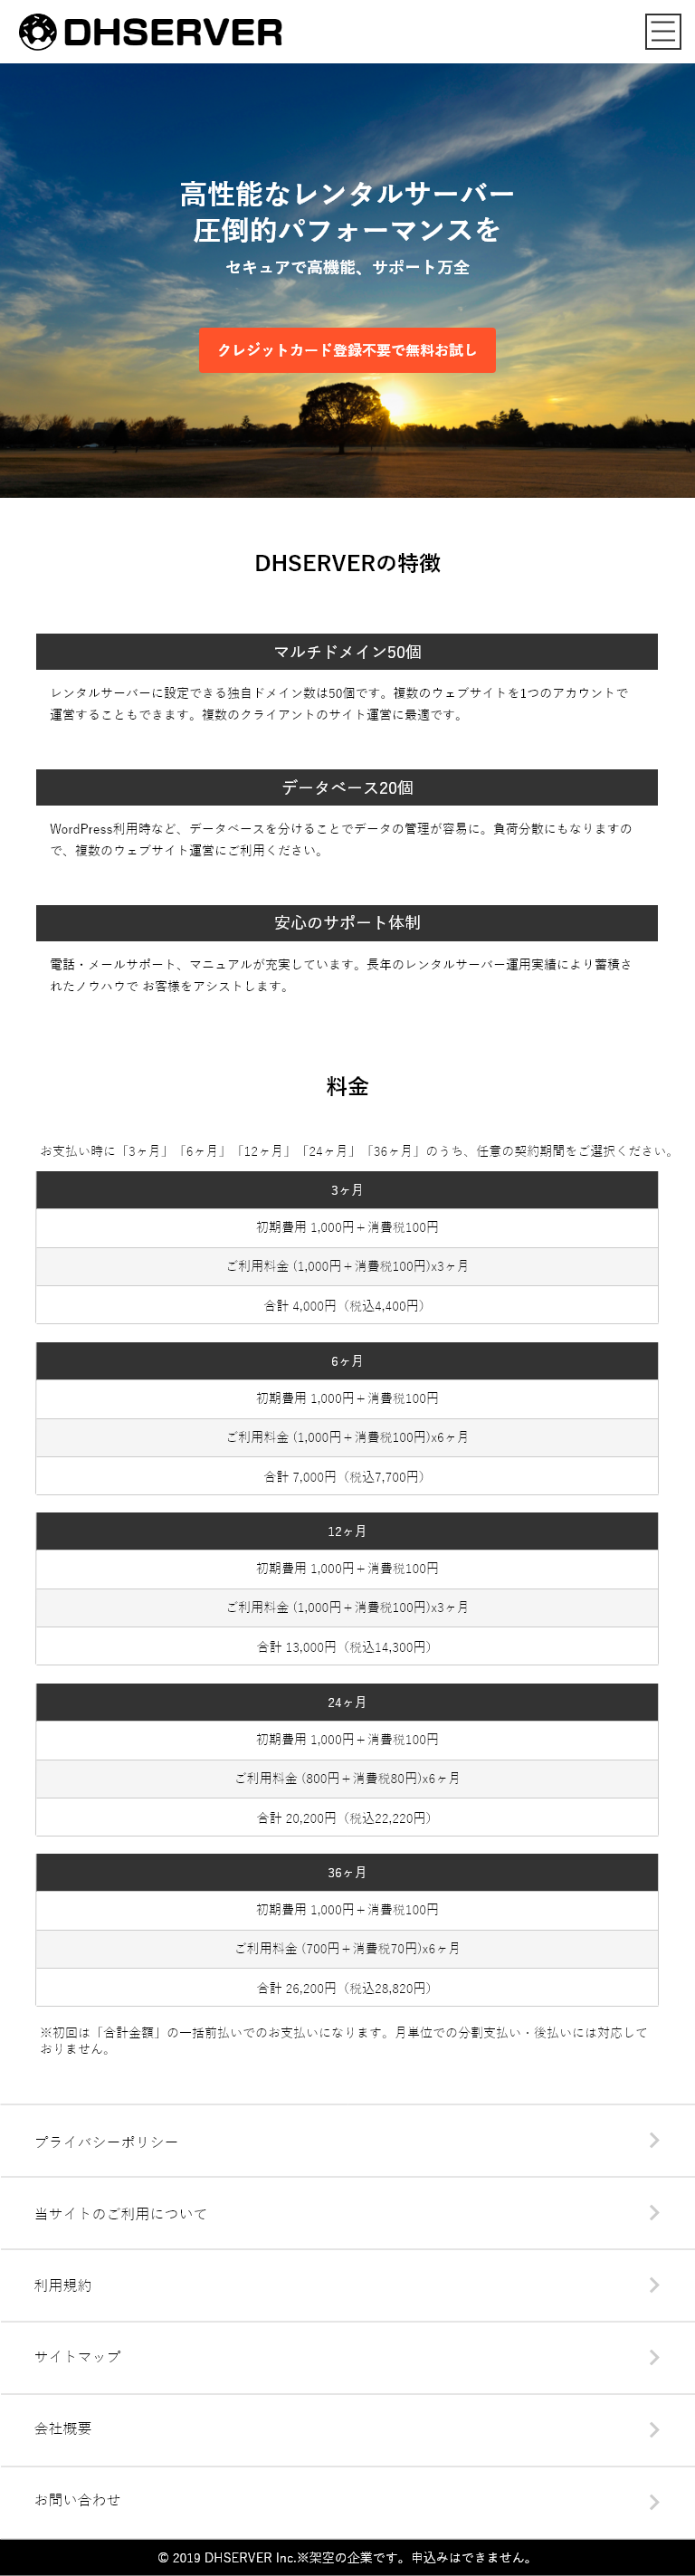 DHSERVER
高性能なレンタルサーバー
圧倒的パフォーマンスを
セキュアで高機能、サポート万全
クレジットカード登録不要で無料お試し
DHSERVERの特徴
マルチドメイン50個
レンタルサーバーに設定できる独自ドメイン数は50個です。複数のウェブサイトを1つのアカウントで
運営することもできます。複数のクライアントのサイト運営に最適です。
データベース20個
WordPress利用時など、データベースを分けることでデータの管理が容易に。負荷分散にもなりますの
で、複数のウェブサイト運営にご利用ください。
安心のサポート体制
電話・メールサポート、マニュアルが充実しています。長年のレンタルサーバー運用実績により蓄積さ
れたノウハウで お客様をアシストします。
料金
お支払い時に「3ヶ月」「6ヶ月」「12ヶ月」「24ヶ月」「36ヶ月」のうち、任意の契約期間をご選択ください。
3ヶ月
初期費用 1,000円＋消費税100円
ご利用料金 (1,000円＋消費税100円)x3ヶ月
合計 4,000円（税込4,400円）
6ヶ月
初期費用 1,000円＋消費税100円
ご利用料金 (1,000円＋消費税100円)x6ヶ月
合計 7,000円（税込7,700円）
12ヶ月
初期費用 1,000円＋消費税100円
ご利用料金 (1,000円＋消費税100円)x3ヶ月
合計 13,000円（税込14,300円）
24ヶ月
初期費用 1,000円＋消費税100円
ご利用料金 (800円＋消費税80円)x6ヶ月
合計 20,200円（税込22,220円）
36ヶ月
初期費用 1,000円＋消費税100円
ご利用料金 (700円＋消費税70円)x6ヶ月
合計 26,200円（税込28,820円）
※初回は「合計金額」の一括前払いでのお支払いになります。月単位での分割支払い・後払いには対応して
おりません。
プライバシーポリシー
当サイトのご利用について
利用規約
サイトマップ
会社概要
お問い合わせ
© 2019 DHSERVER Inc.※架空の企業です。申込みはできません。